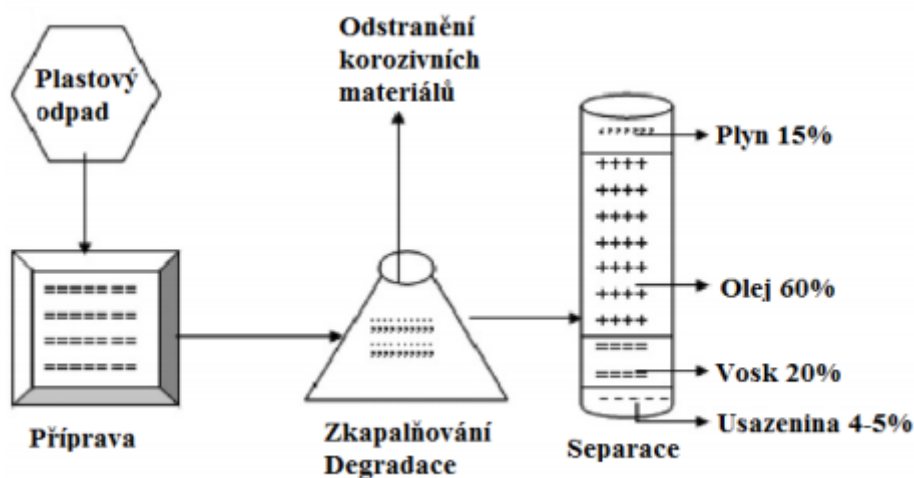 Plastový
odpad
Odstranění
korozivních
materiálů
Plyn 15%
Olej 60%
Vosk 20%
Usazenina 4-5%
Příprava
Zkapalňování
Degradace
Separace